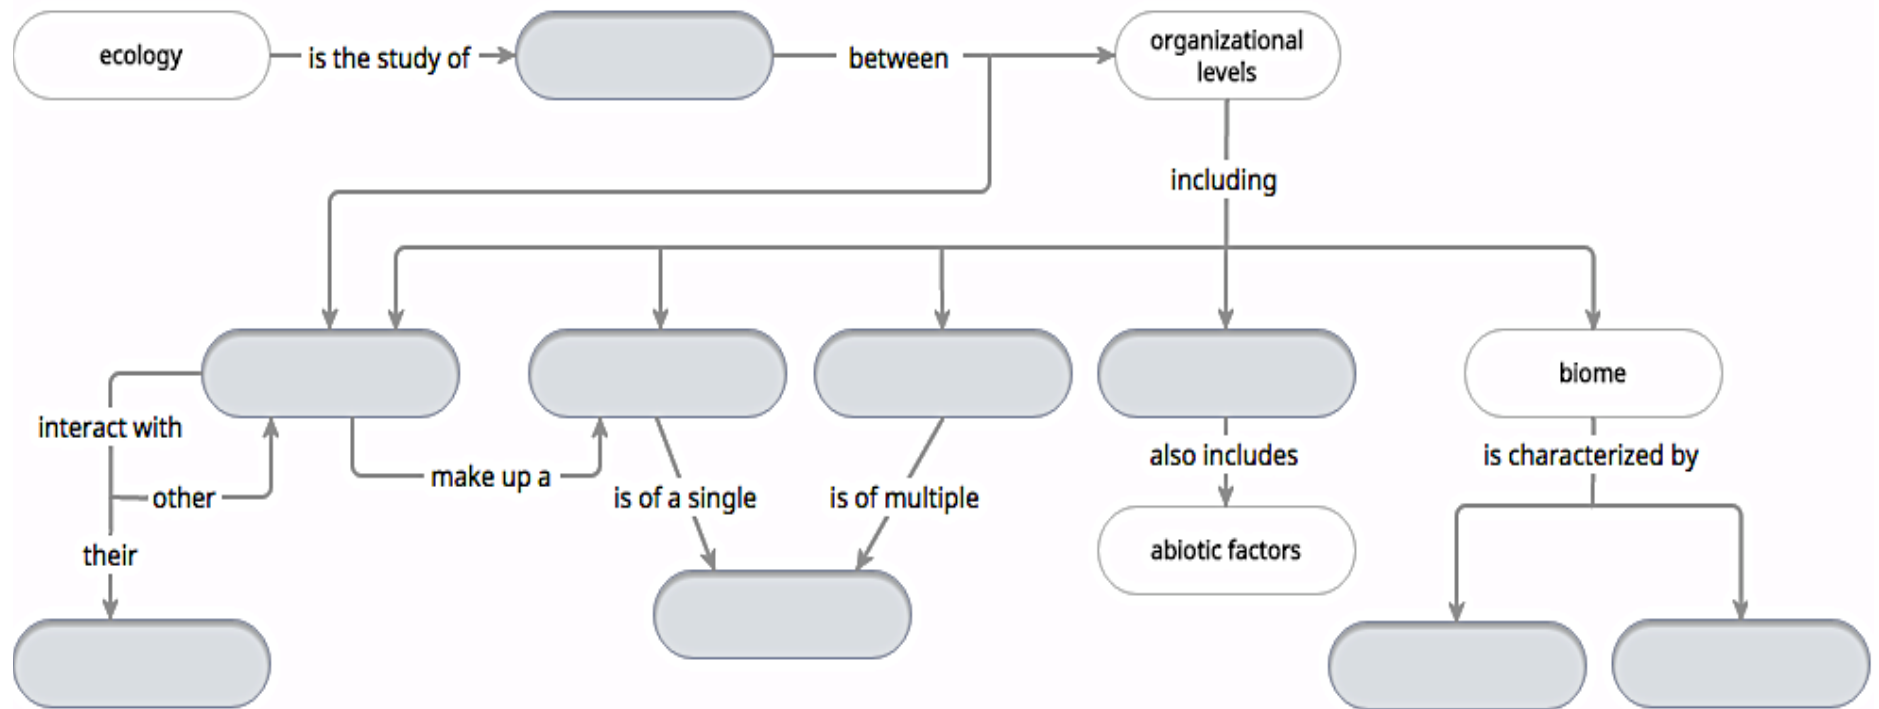 ecology
is the study of
between
organizational
levels
including
biome
interact with
other
their
make up a
is of a single
is of multiple
also includes
abiotic factors
is characterized by